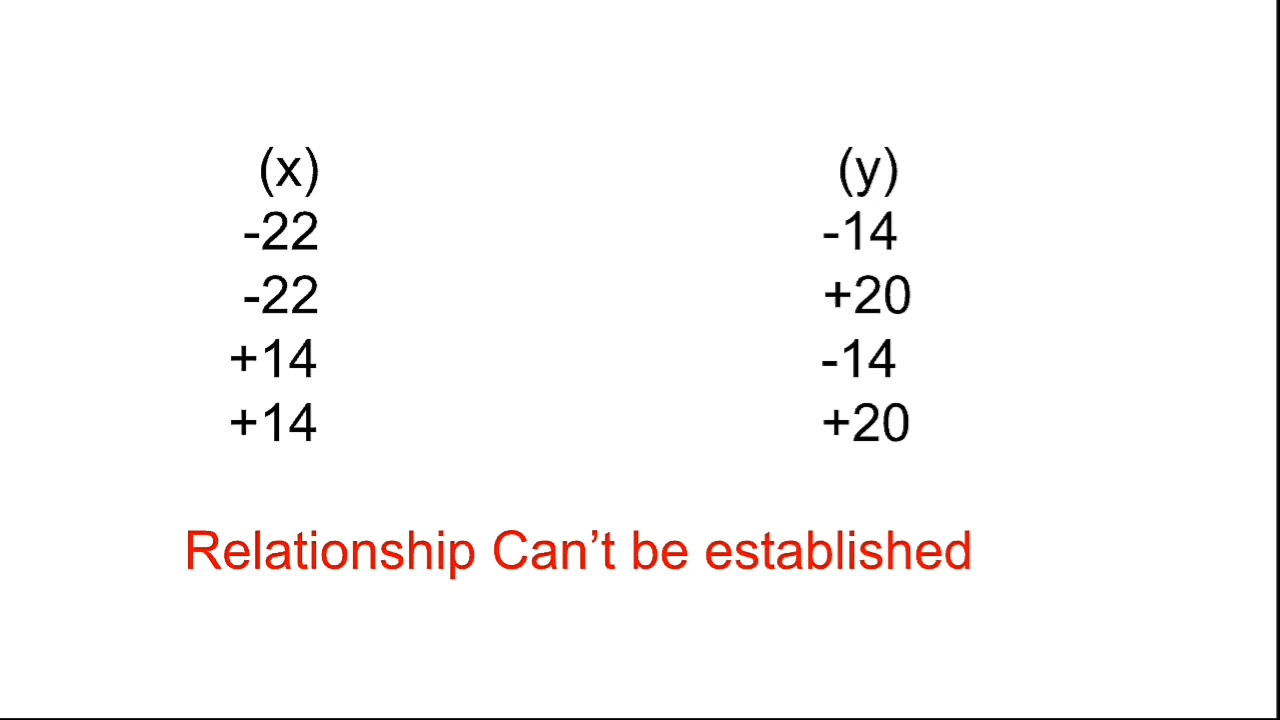 (x) (y)
-22 -14
-22 +20
+14 -14
+14 +20
Relationship Can’t be established